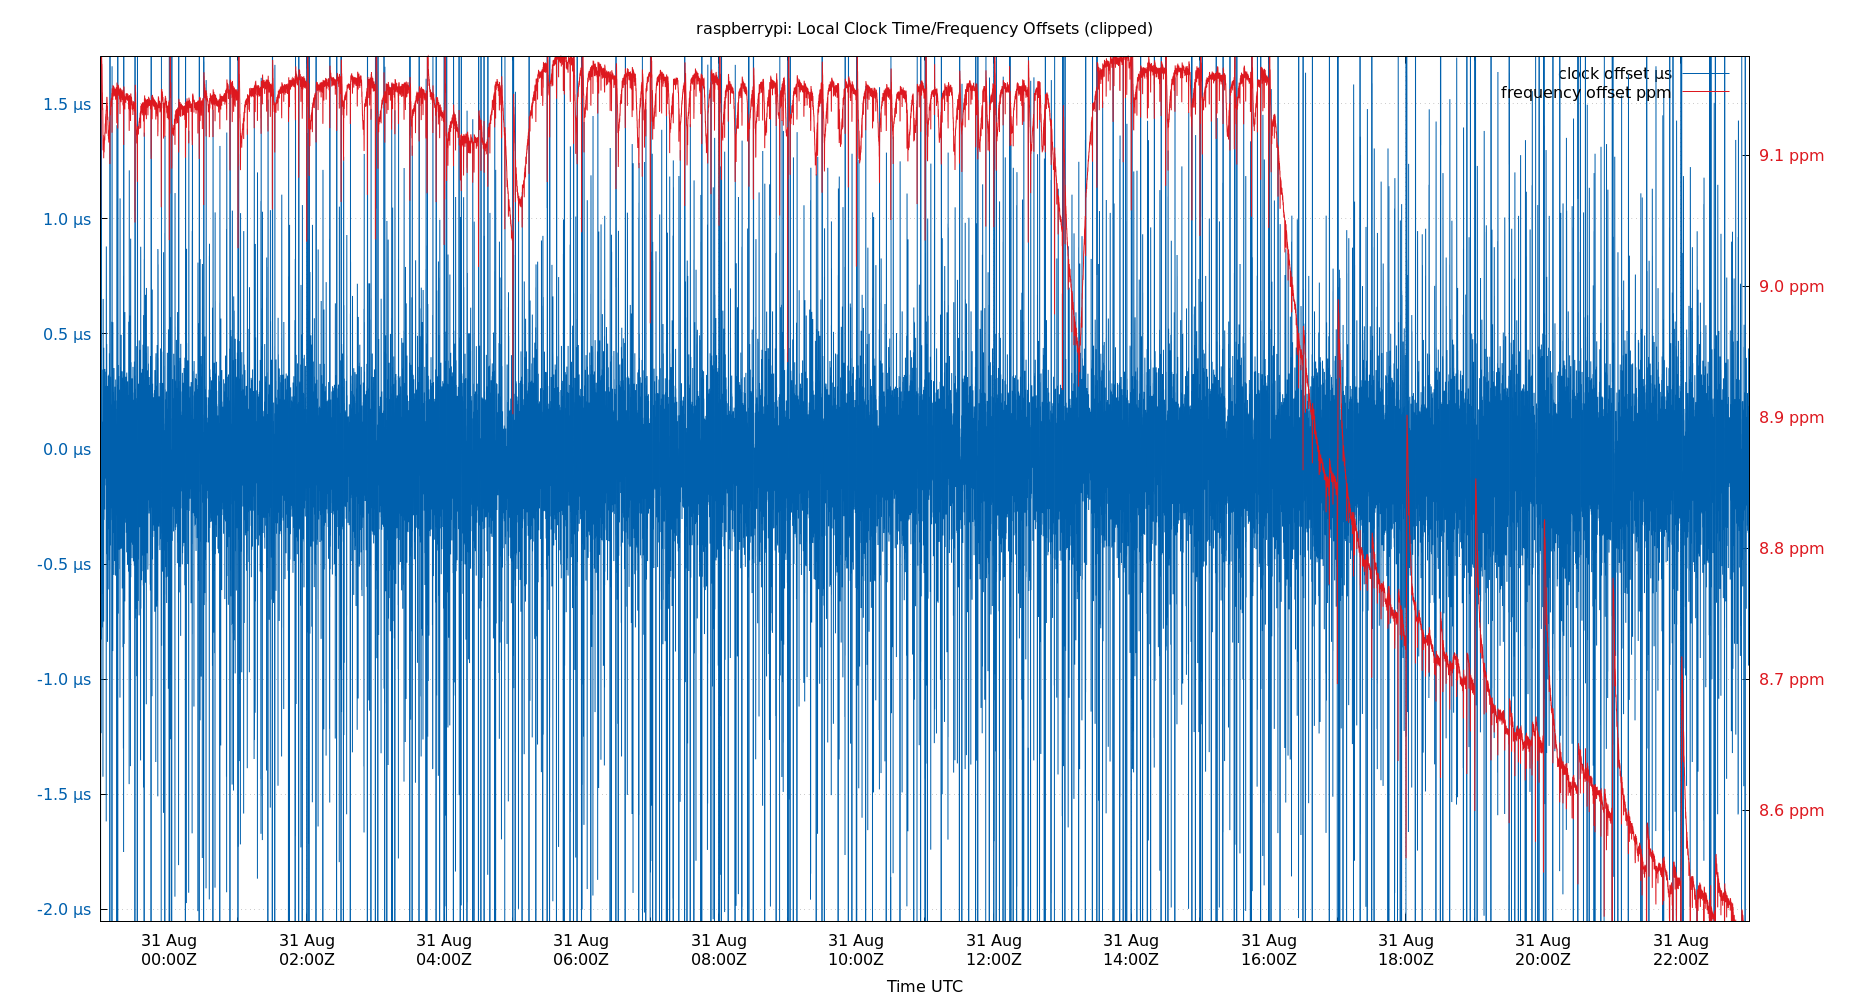 raspberrypi: Local Clock Time/Frequency Offsets (clipped)
clock offset µs
frequency offset ppm
1.5 µs
1.0 µs
0.5 µs
0.0 µs
-0.5 µs
-1.0 µs
-1.5 µs
-2.0 µs
9.1 ppm
9.0 ppm
8.9 ppm
8.8 ppm
8.7 ppm
8.6 ppm
31 Aug 31 Aug 31 Aug 31 Aug 31 Aug 31 Aug 31 Aug 31 Aug 31 Aug 31 Aug 31 Aug 31 Aug
00:00Z 02:00Z 04:00Z 06:00Z 08:00Z 10:00Z 12:00Z 14:00Z 16:00Z 18:00Z 20:00Z 22:00Z
Time UTC